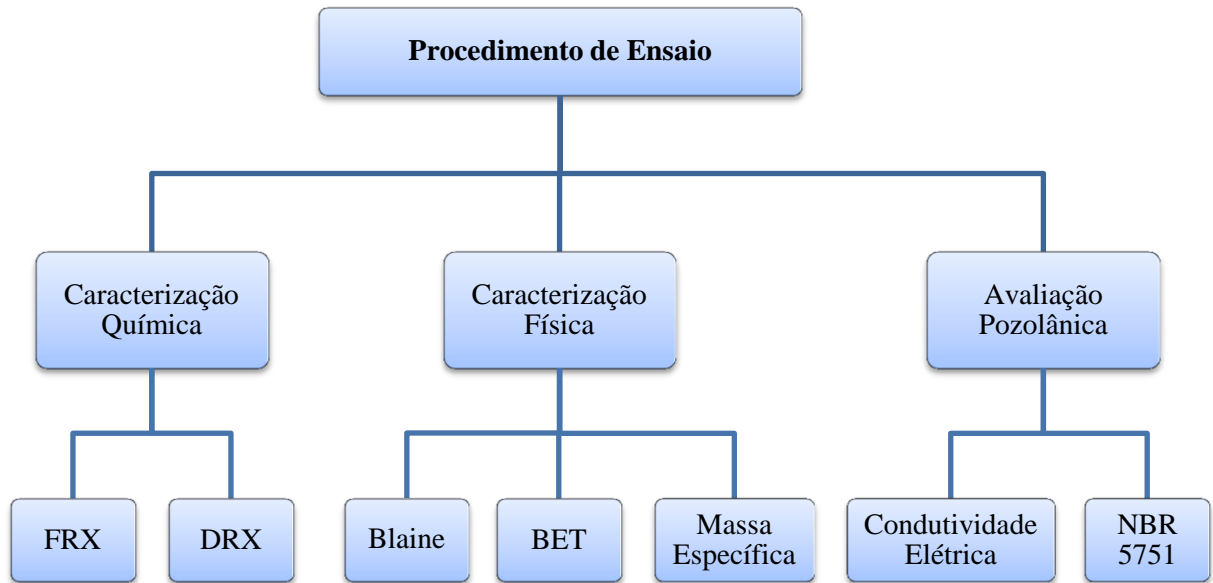 Procedimento de Ensaio
Caracterização
Química
Caracterização
Física
Avaliação
Pozolânica
FRX
DRX
Blaine
BET
Massa
Específica
Condutividade
Elétrica
NBR
5751